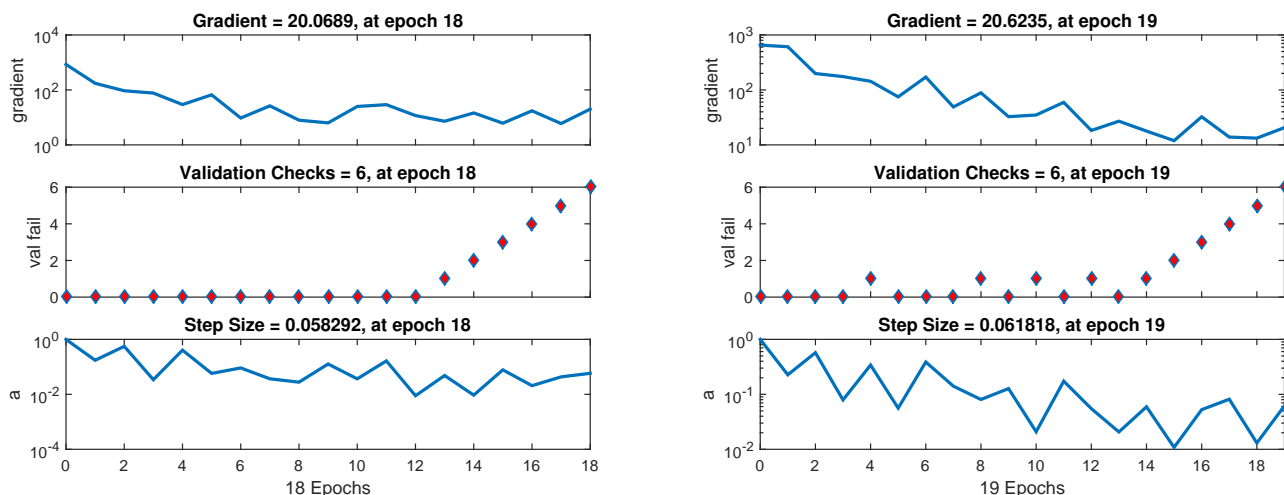 Gradient = 20.0689, at epoch 18
10^4
10^2
10^0
gradient
Validation Checks = 6, at epoch 18
6
4
2
0
val fail
Step Size = 0.058292, at epoch 18
10^0
10^-2
10^-4
a
0 2 4 6 8 10 12 14 16 18
18 Epochs
Gradient = 20.6235, at epoch 19
10^3
10^2
10^1
gradient
Validation Checks = 6, at epoch 19
6
4
2
0
val fail
Step Size = 0.061818, at epoch 19
10^0
10^-1
10^-2
a
0 2 4 6 8 10 12 14 16 18
19 Epochs